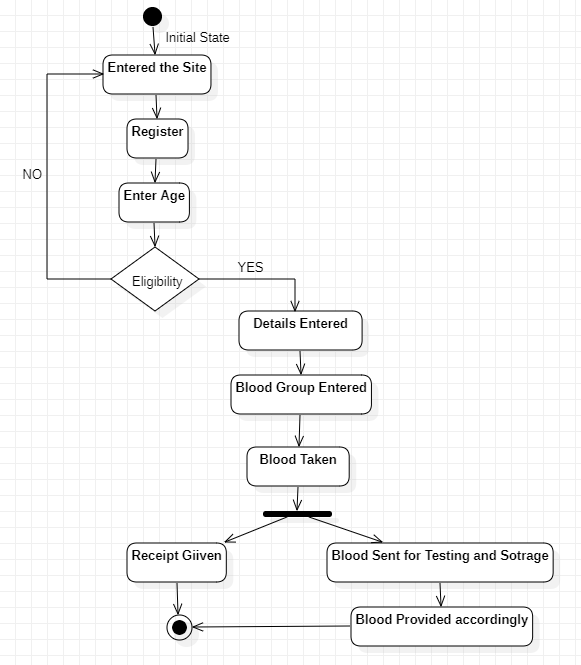 Initial State
Entered the Site
Register
NO
Enter Age
YES
Eligibility
Details Entered
Blood Group Entered
Blood Taken
Receipt Giiven
Blood Sent for Testing and Sotrage
Blood Provided accordingly